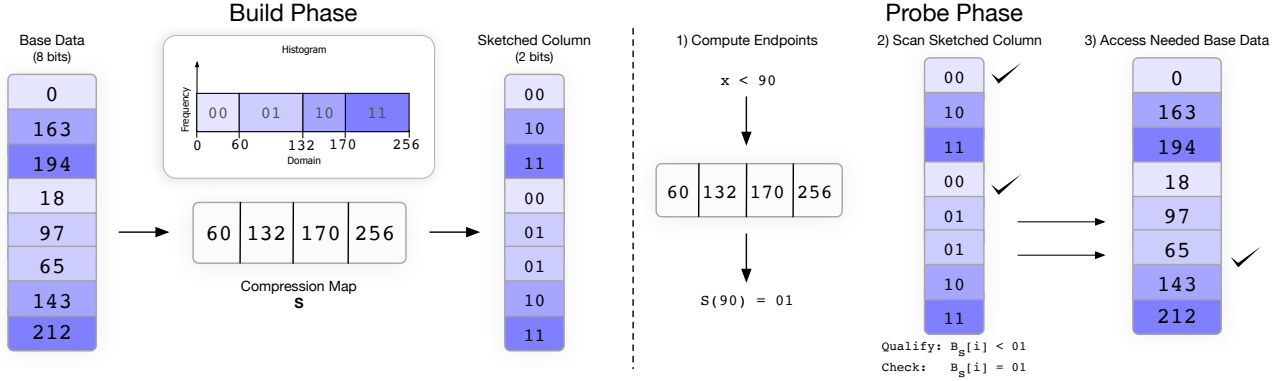 Build Phase
Base Data
(8 bits)
0
163
194
18
97
65
143
212
Histogram
Frequency
00 01 10 11
0 60 132 170 256
Domain
60 132 170 256
Compression Map
S
Sketched Column
(2 bits)
00
10
11
00
01
01
10
11
Probe Phase
1) Compute Endpoints
x < 90
60 132 170 256
S(90) = 01
2) Scan Sketched Column
00
10
11
00
01
01
10
11
Qualify: BS[i] < 01
Check: BS[i] = 01
3) Access Needed Base Data
0
163
194
18
97
65
143
212